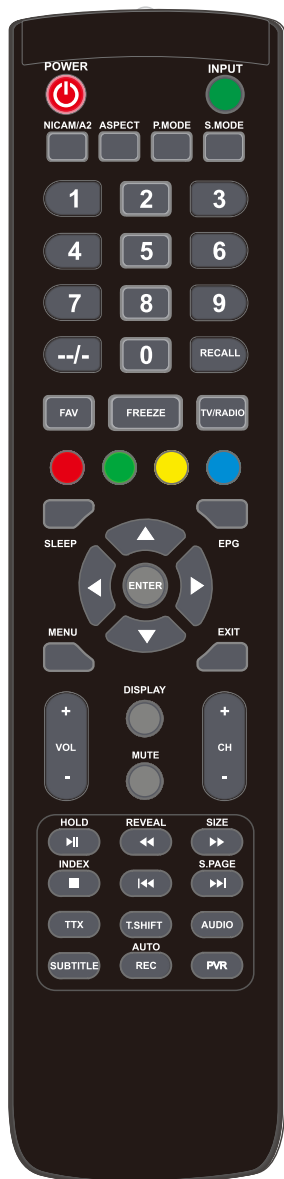 POWER INPUT
NICAM/A2 ASPECT P.MODE S.MODE
1 2 3
4 5 6
7 8 9
--/- 0 RECALL
FAV FREEZE TV/RADIO
SLEEP EPG
ENTER
MENU EXIT
DISPLAY
+ +
VOL CH
- -
MUTE
HOLD REVEAL SIZE
INDEX S.PAGE
TTX T.SHIFT AUDIO
AUTO
SUBTITLE REC PVR